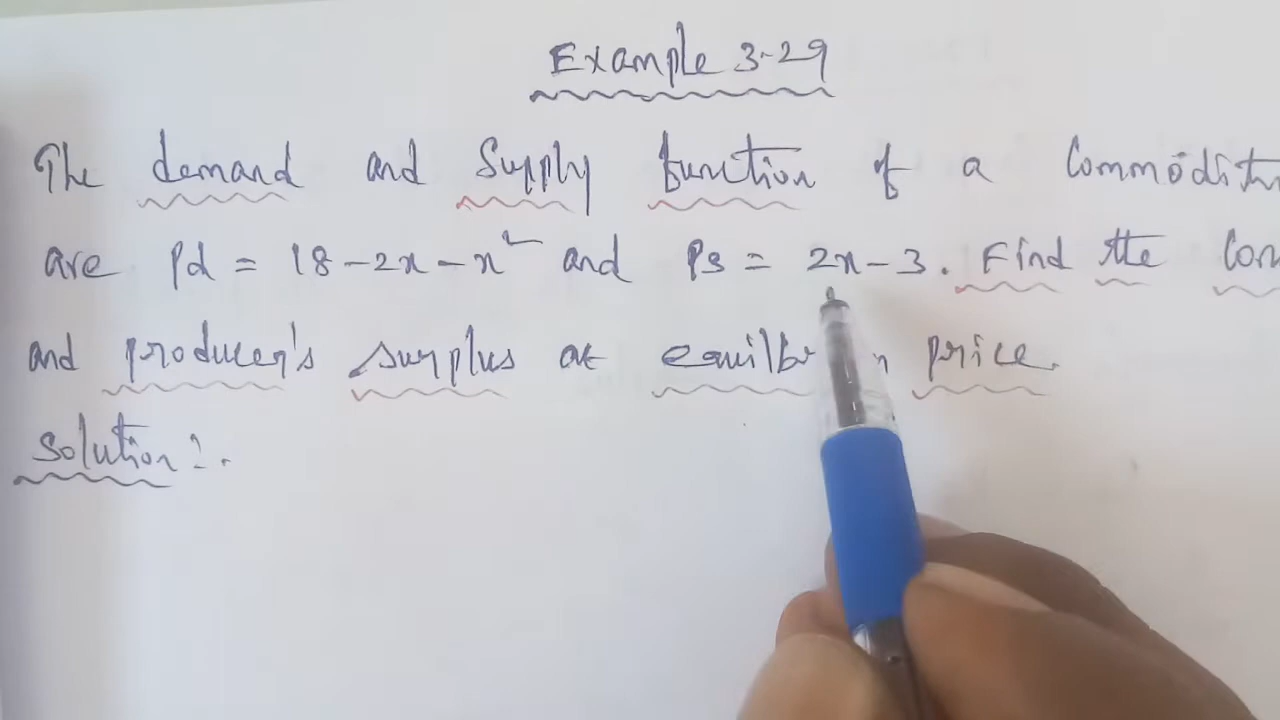 Example 3.29
The demand and Supply function of a Commodity
are Pd = 18-2x-x² and Ps = 2x-3. Find the Con
and producer's surplus at price.
Solution:.